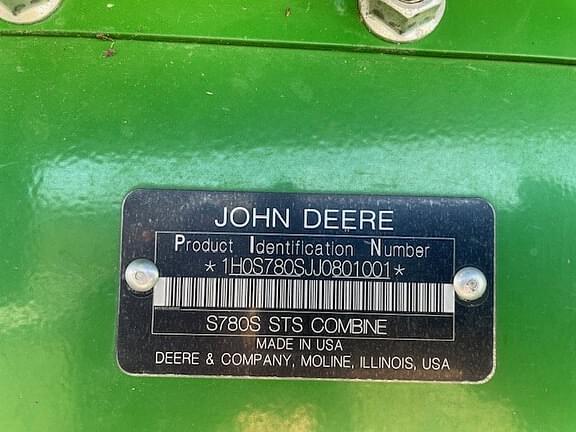 JOHN DEERE
Product Identification Number
*1H0S780SJJ0801001*
S780S STS COMBINE
MADE IN USA
DEERE & COMPANY, MOLINE, ILLINOIS, USA